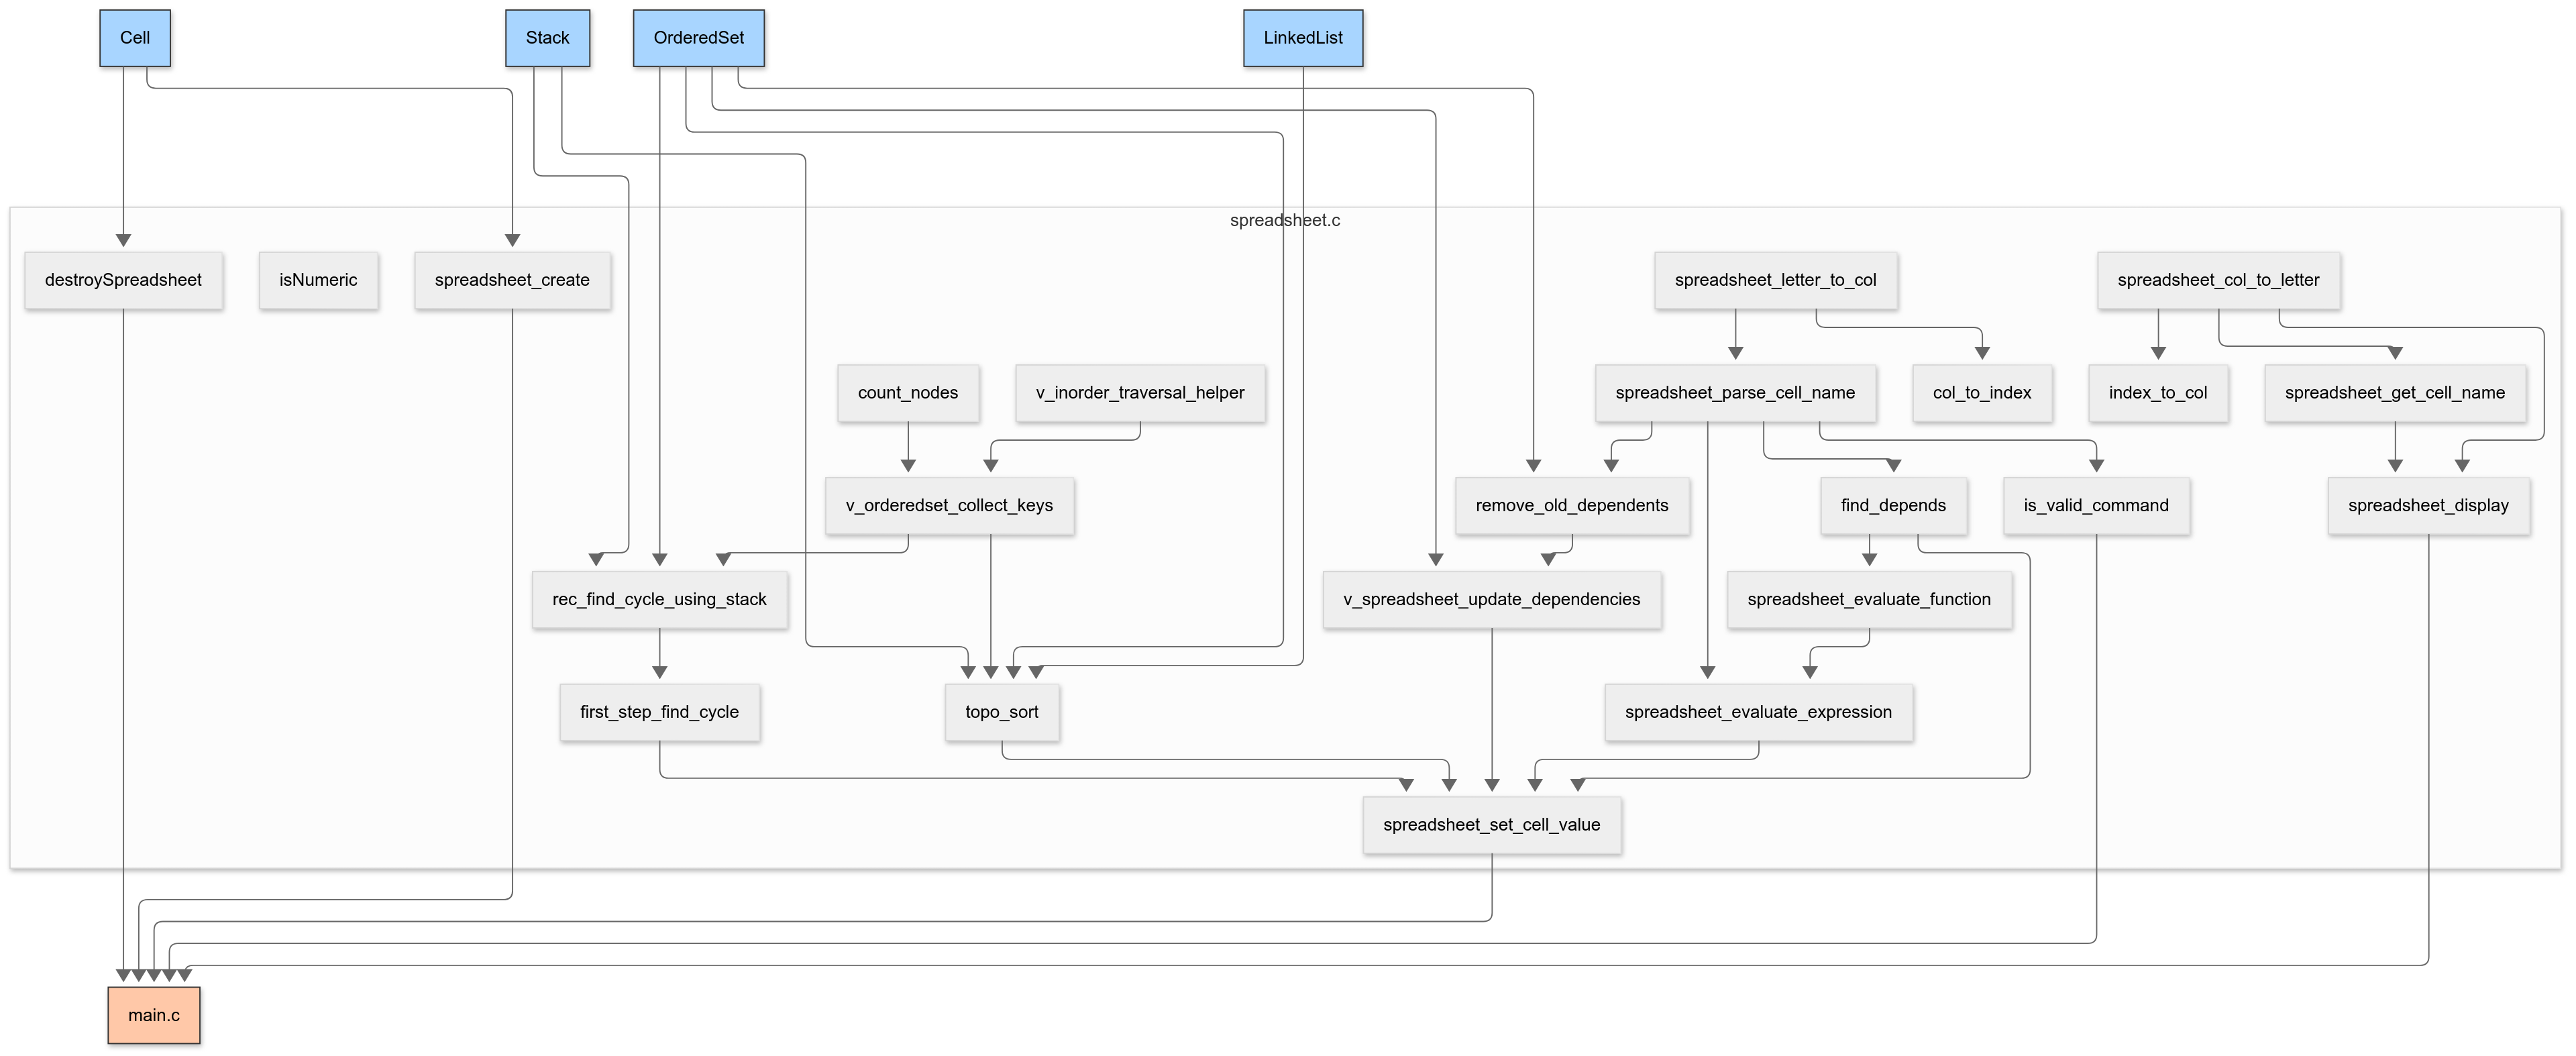 Cell
Stack
OrderedSet
LinkedList
spreadsheet.c
destroySpreadsheet
isNumeric
spreadsheet_create
spreadsheet_letter_to_col
spreadsheet_col_to_letter
count_nodes
v_inorder_traversal_helper
spreadsheet_parse_cell_name
col_to_index
index_to_col
spreadsheet_get_cell_name
v_orderedset_collect_keys
remove_old_dependents
find_depends
is_valid_command
spreadsheet_display
rec_find_cycle_using_stack
v_spreadsheet_update_dependencies
spreadsheet_evaluate_function
first_step_find_cycle
topo_sort
spreadsheet_evaluate_expression
spreadsheet_set_cell_value
main.c